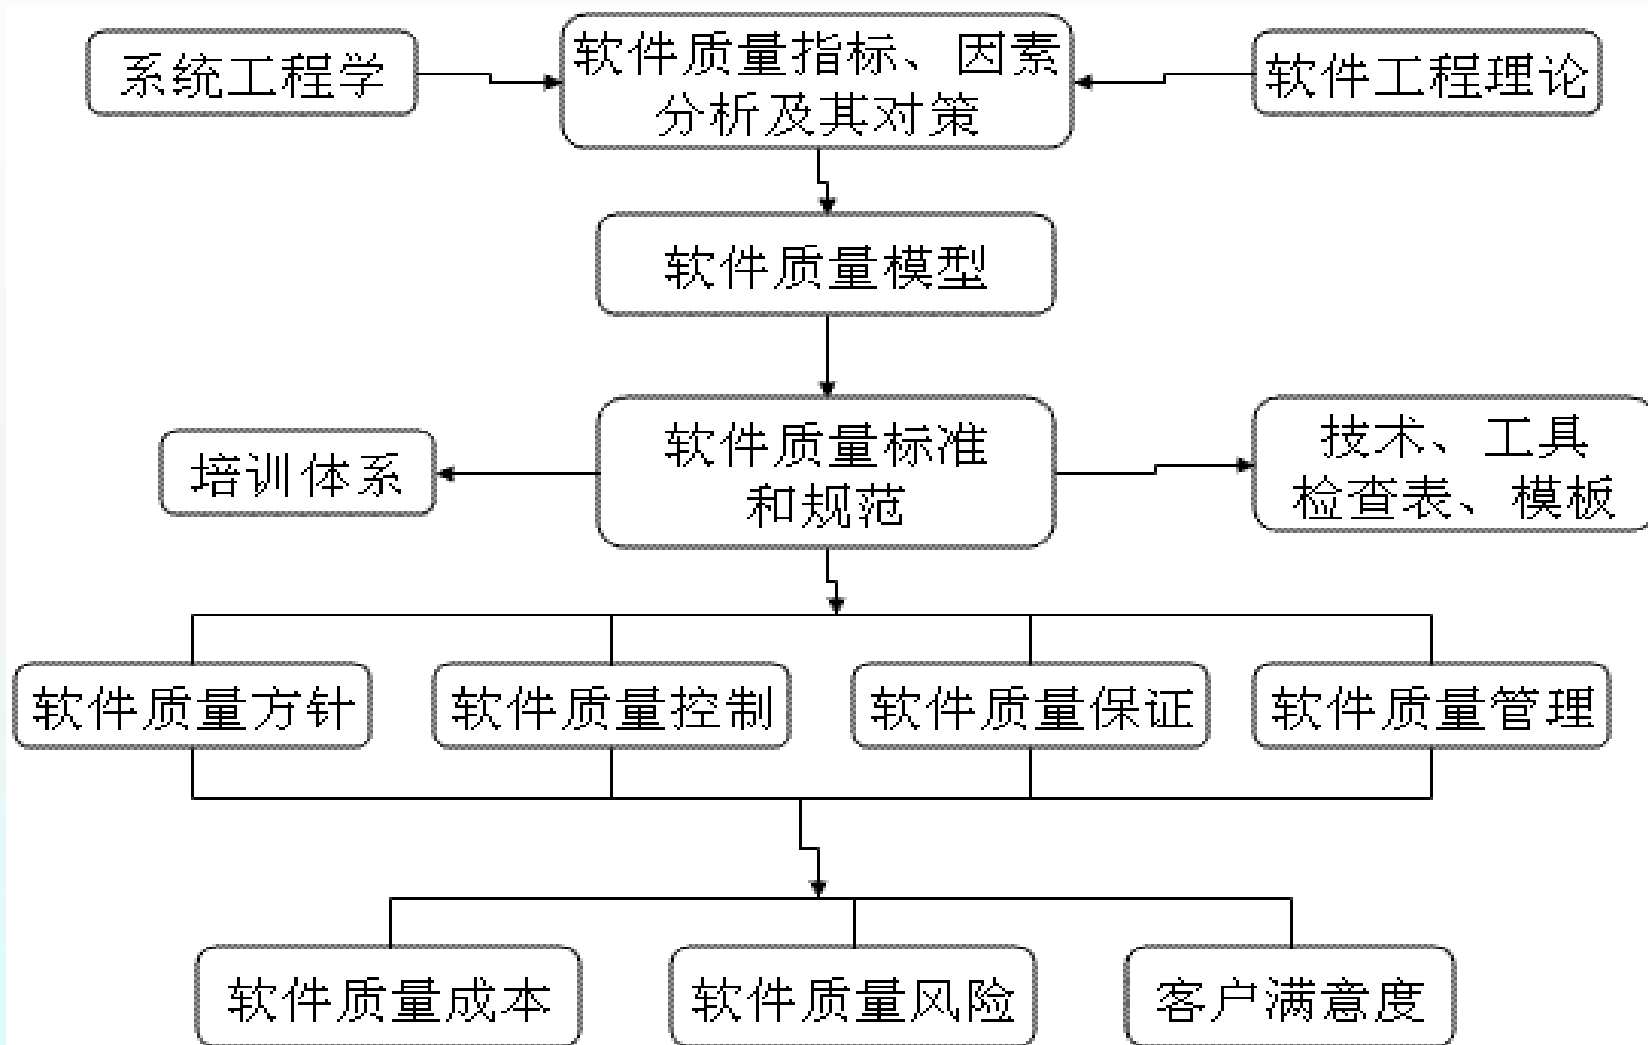 系统工程学
软件质量指标、因素
分析及其对策
软件工程理论
软件质量模型
培训体系
软件质量标准
和规范
技术、工具
检查表、模板
软件质量方针
软件质量控制
软件质量保证
软件质量管理
软件质量成本
软件质量风险
客户满意度